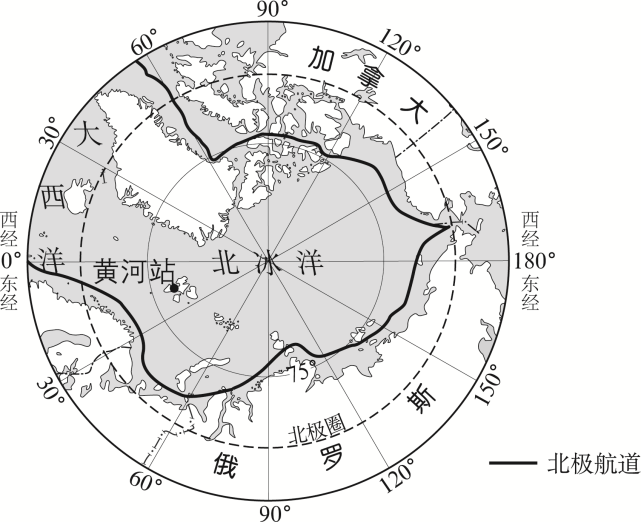 90°
60°
120°
加拿大
30°
150°
大西洋
西经
0°
东经
黄河站
北冰洋
西经
180°
东经
75°
30°
150°
北极圈
俄罗斯
60°
120°
90°
北极航道